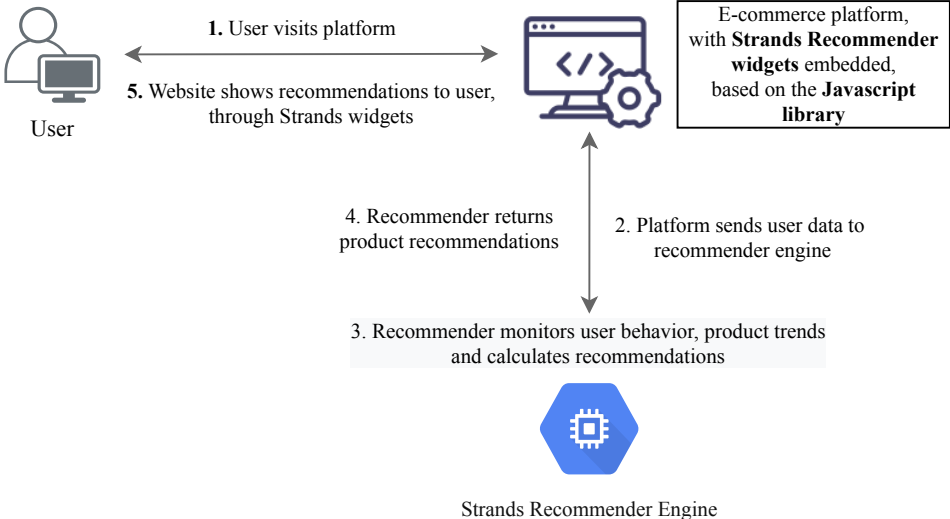 1. User visits platform
5. Website shows recommendations to user,
through Strands widgets
User
E-commerce platform,
with Strands Recommender
widgets embedded,
based on the Javascript
library
4. Recommender returns
product recommendations
2. Platform sends user data to
recommender engine
3. Recommender monitors user behavior, product trends
and calculates recommendations
Strands Recommender Engine